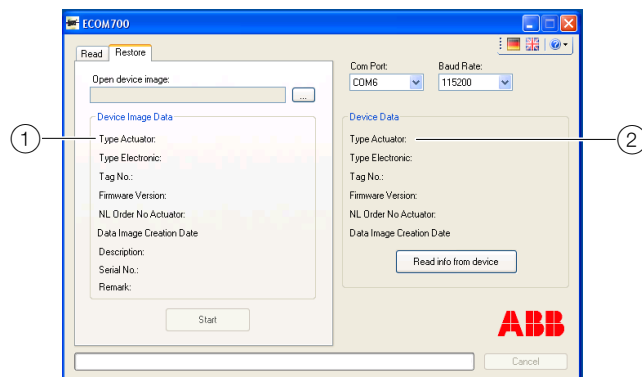 ECOM700
Read Restore
Open device image:
...
Device Image Data
Type Actuator:
Type Electronic:
Tag No.:
Firmware Version:
NL Order No Actuator:
Data Image Creation Date
Description:
Serial No.:
Remark:
Start
Com Port: Baud Rate:
COM6 115200
Device Data
Type Actuator:
Type Electronic:
Tag No.:
Firmware Version:
NL Order No Actuator:
Data Image Creation Date
Read info from device
ABB
Cancel
1
2